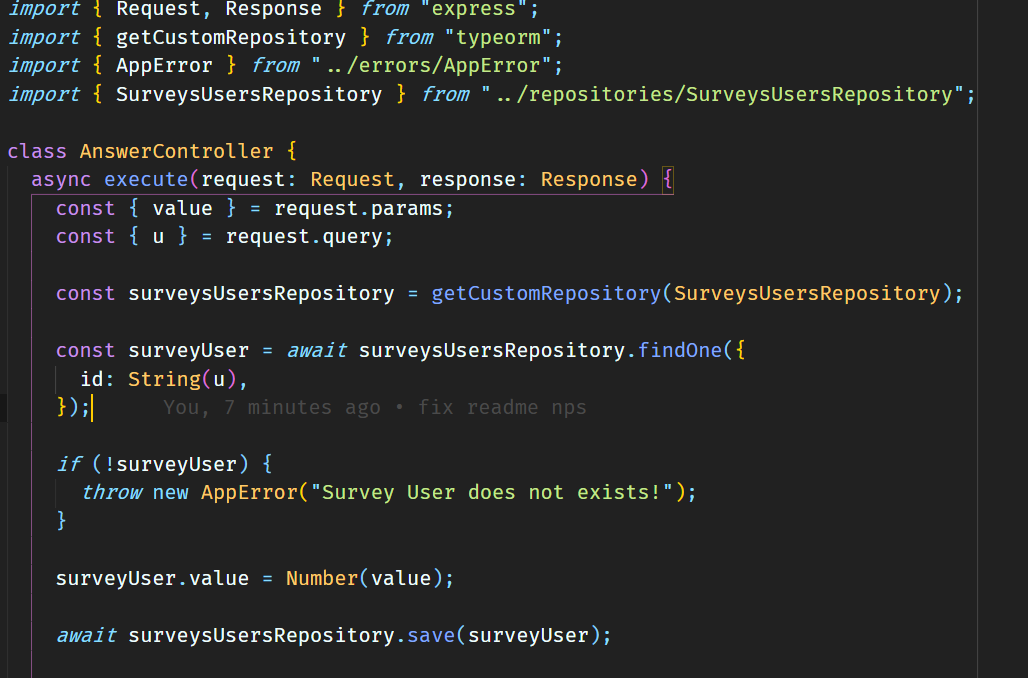 import { Request, Response } from "express";
import { getCustomRepository } from "typeorm";
import { AppError } from "../errors/AppError";
import { SurveysUsersRepository } from "../repositories/SurveysUsersRepository";
class AnswerController {
async execute(request: Request, response: Response) {
const { value } = request.params;
const { u } = request.query;
const surveysUsersRepository = getCustomRepository(SurveysUsersRepository);
const surveyUser = await surveysUsersRepository.findOne({
id: String(u),
}); You, 7 minutes ago • fix readme nps
if (!surveyUser) {
throw new AppError("Survey User does not exists!");
}
surveyUser.value = Number(value);
await surveysUsersRepository.save(surveyUser);